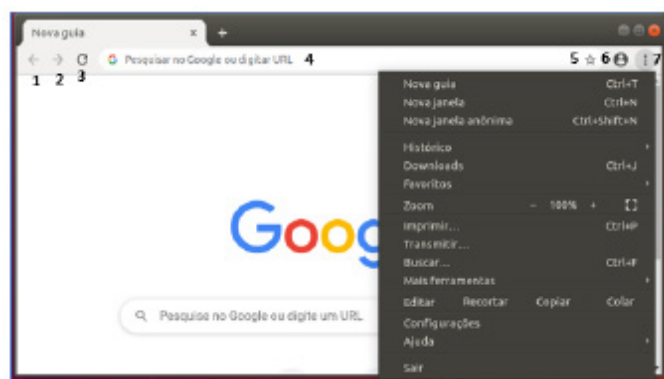 Nova guia
Pesquisar no Google ou digitar URL 4 5 6 7
1 2 3
Nova guia Ctrl+T
Nova janela Ctrl+N
Nova janela anônima Ctrl+Shift+N
Histórico
Downloads Ctrl+J
Favoritos
Zoom - 100% +
Imprimir... Ctrl+P
Transmitir...
Buscar... Ctrl+F
Mais ferramentas
Editar Recortar Copiar Colar
Configurações
Ajuda
Sair
Goog
Pesquise no Google ou digite um URL